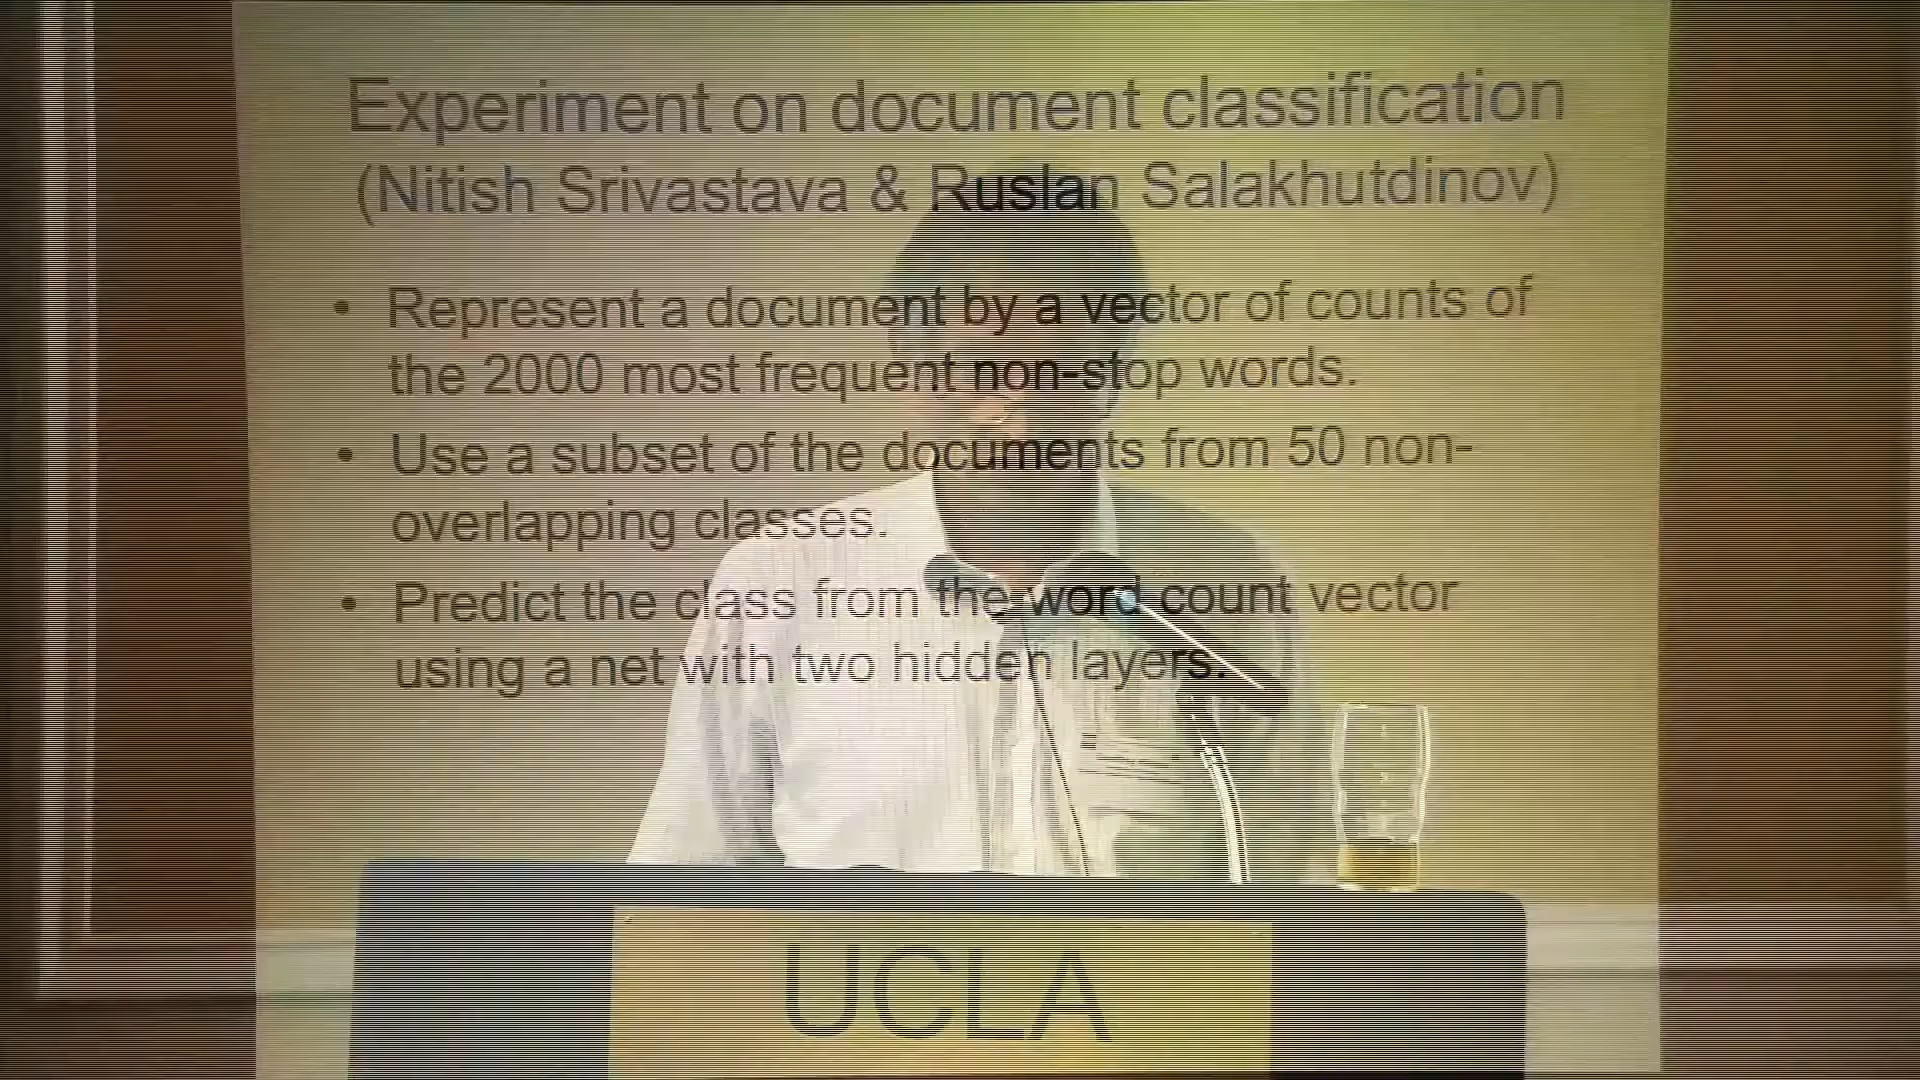 Experiment on document classification
(Nitish Srivastava & Ruslan Salakhutdinov)
• Represent a document by a vector of counts of
the 2000 most frequent non-stop words.
• Use a subset of the documents from 50 non-
overlapping classes.
• Predict the class from the word count vector
using a net with two hidden layers.
UCLA